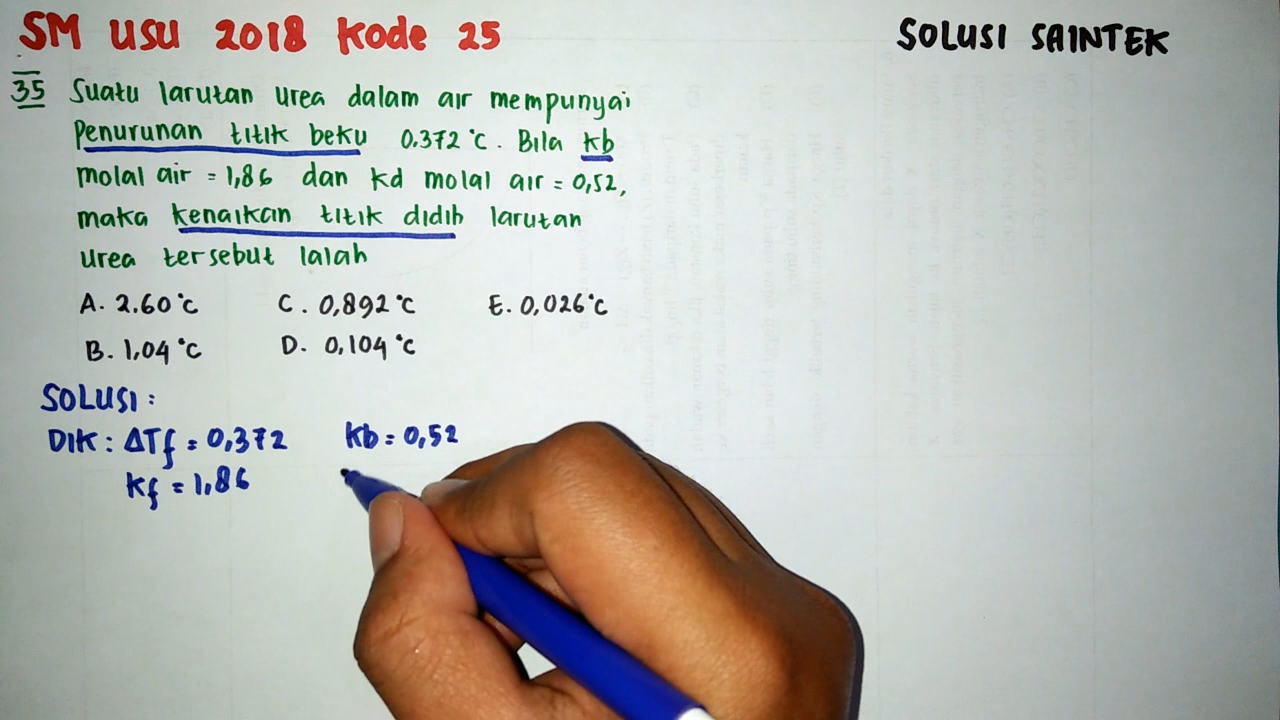 SM USU 2018 Kode 25
SOLUSI SAINTEK
35 Suatu larutan urea dalam air mempunyai
Penurunan titik beku 0.372 °C. Bila kb
molal air = 1,86 dan kd molal air = 0,52,
maka kenaikan titik didih larutan
urea tersebut ialah
A. 2.60 °C C. 0,892 °C E. 0,026 °C
B. 1,04 °C D. 0,104 °C
SOLUSI :
DIK : ΔTf = 0,372 Kb = 0,52
Kf = 1,86